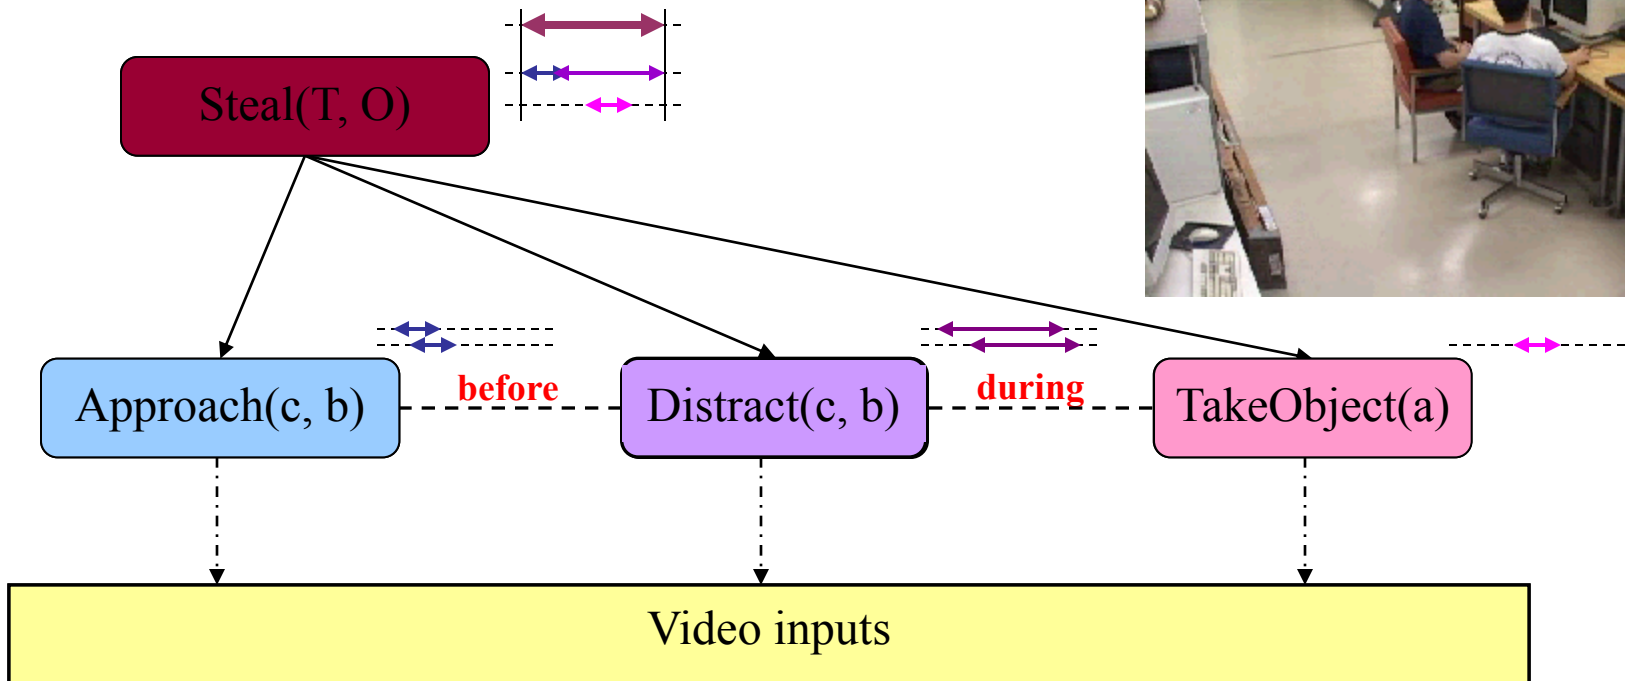 Steal(T, O)
before
during
Approach(c, b)
Distract(c, b)
TakeObject(a)
Video inputs